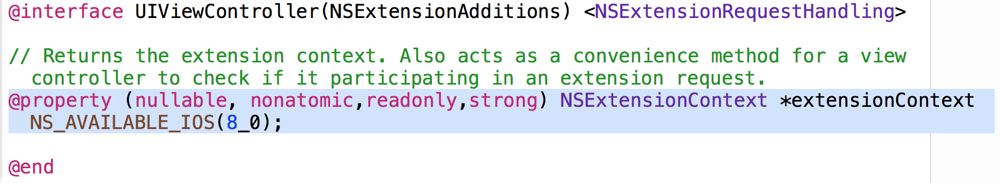 @interface UIViewController(NSExtensionAdditions) <NSExtensionRequestHandling>
// Returns the extension context. Also acts as a convenience method for a view
controller to check if it participating in an extension request.
@property (nullable, nonatomic,readonly,strong) NSExtensionContext *extensionContext
NS_AVAILABLE_IOS(8_0);
@end